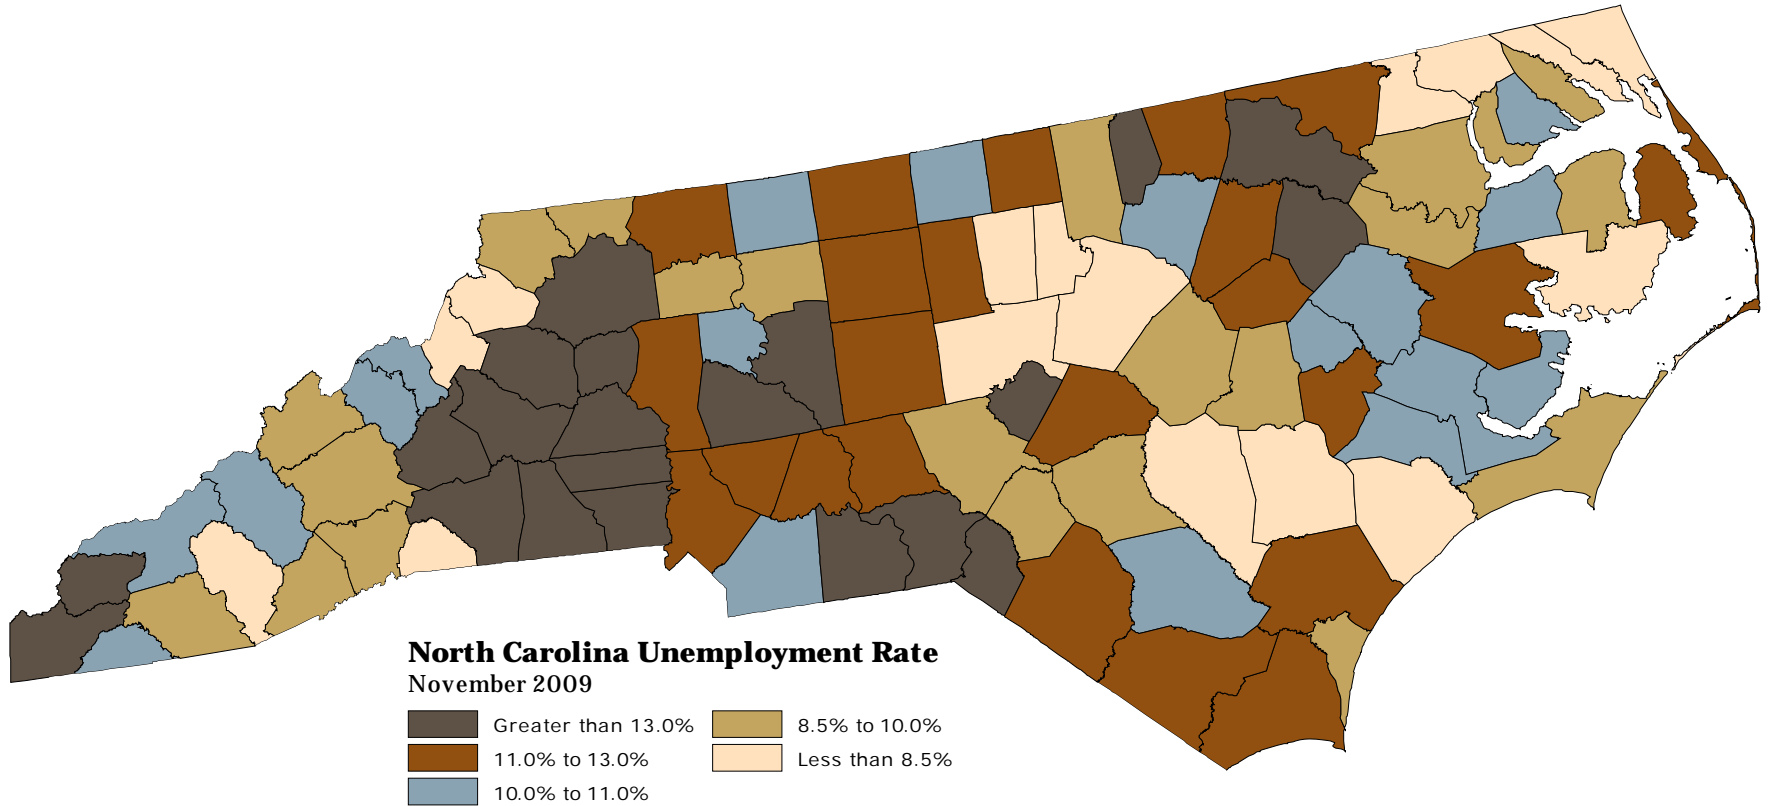 North Carolina Unemployment Rate
November 2009
Greater than 13.0%
11.0% to 13.0%
10.0% to 11.0%
8.5% to 10.0%
Less than 8.5%